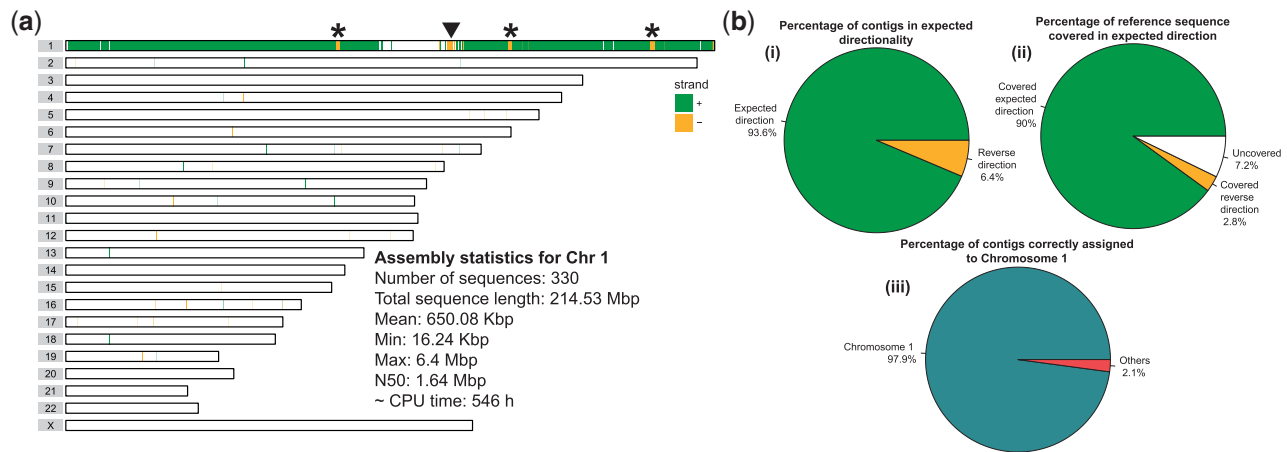 (a)
* * *
1
2
3
4
5
6
7
8
9
10
11
12
13
14
15
16
17
18
19
20
21
22
X
strand
+
−
Assembly statistics for Chr 1
Number of sequences: 330
Total sequence length: 214.53 Mbp
Mean: 650.08 Kbp
Min: 16.24 Kbp
Max: 6.4 Mbp
N50: 1.64 Mbp
~ CPU time: 546 h
(b)
Percentage of contigs in expected
directionality
(i)
Expected
direction
93.6%
Reverse
direction
6.4%
Percentage of reference sequence
covered in expected direction
(ii)
Covered
expected
direction
90%
Uncovered
7.2%
Covered
reverse
direction
2.8%
Percentage of contigs correctly assigned
to Chromosome 1
(iii)
Chromosome 1
97.9%
Others
2.1%